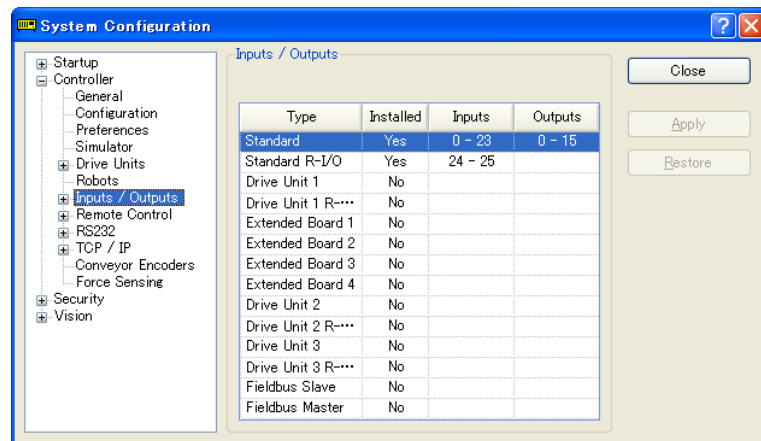 System Configuration
Startup
Controller
General
Configuration
Preferences
Simulator
Drive Units
Robots
Inputs / Outputs
Remote Control
RS232
TCP / IP
Conveyor Encoders
Force Sensing
Security
Vision
Inputs / Outputs
Type Installed Inputs Outputs
Standard Yes 0 - 23 0 - 15
Standard R-I/O Yes 24 - 25
Drive Unit 1 No
Drive Unit 1 R-··· No
Extended Board 1 No
Extended Board 2 No
Extended Board 3 No
Extended Board 4 No
Drive Unit 2 No
Drive Unit 2 R-··· No
Drive Unit 3 No
Drive Unit 3 R-··· No
Fieldbus Slave No
Fieldbus Master No
Close
Apply
Restore